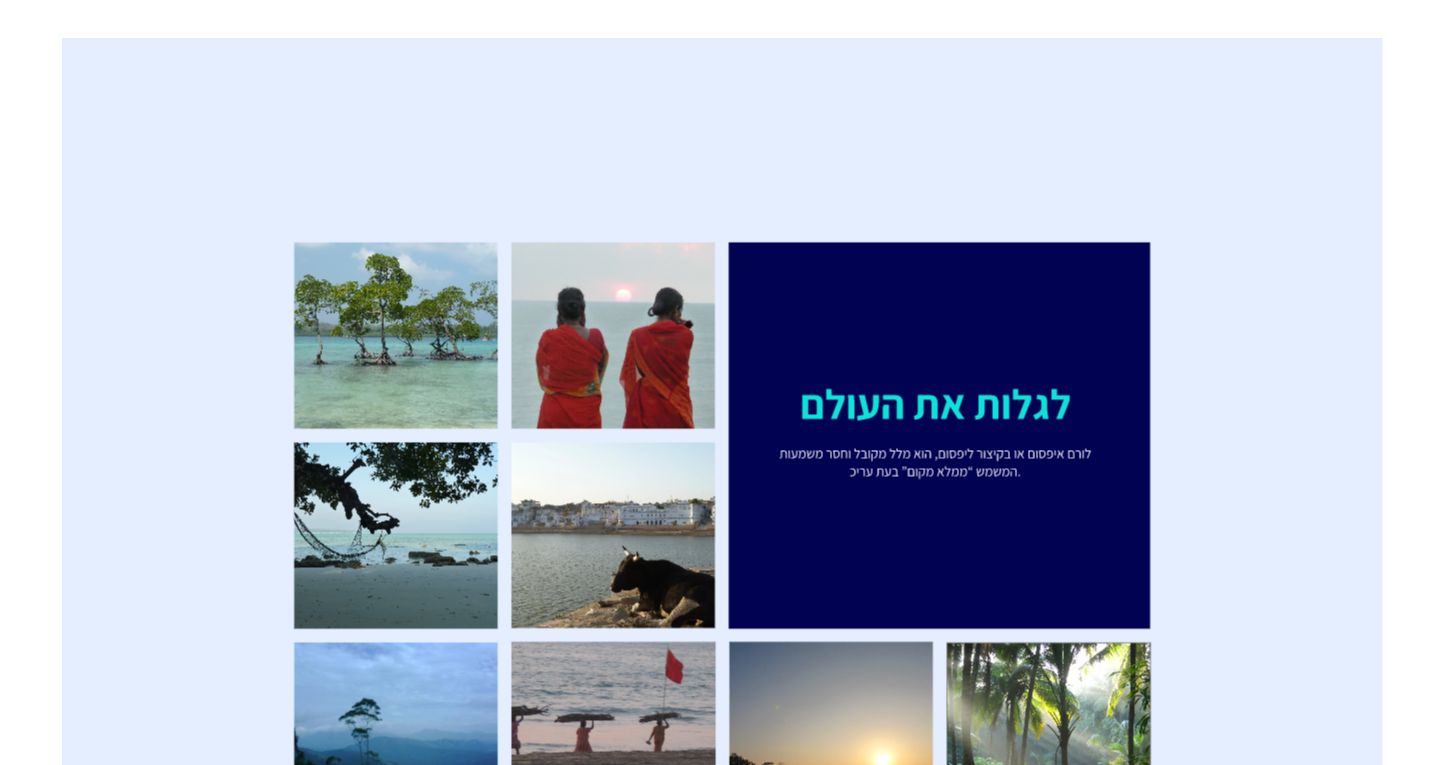 לגלות את העולם
לורם איפסום או בקיצור ליפסום, הוא מלל מקובל וחסר משמעות
המשמש "ממלא מקום” בעת עריכ.